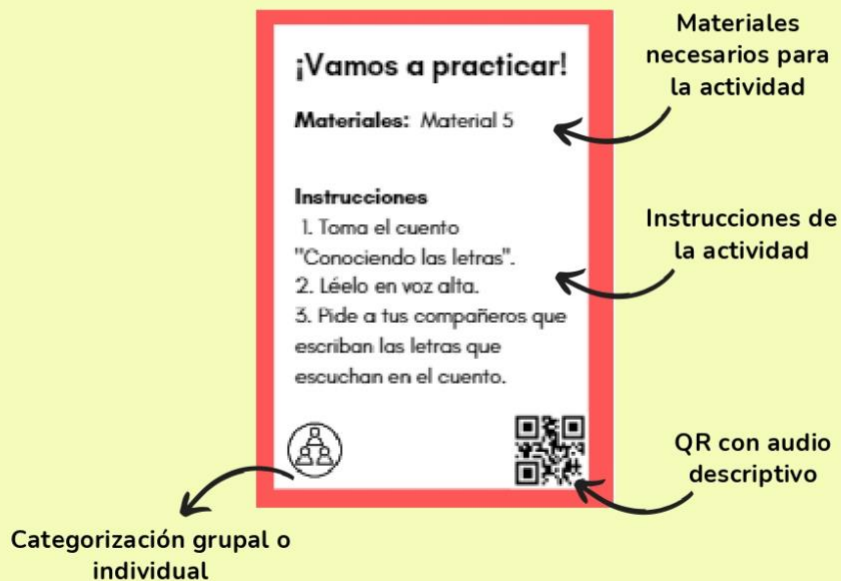 ¡Vamos a practicar!
Materiales: Material 5
Instrucciones
1. Toma el cuento
"Conociendo las letras".
2. Léelo en voz alta.
3. Pide a tus compañeros que
escriban las letras que
escuchan en el cuento.
Materiales
necesarios para
la actividad
Instrucciones de
la actividad
QR con audio
descriptivo
Categorización grupal o
individual